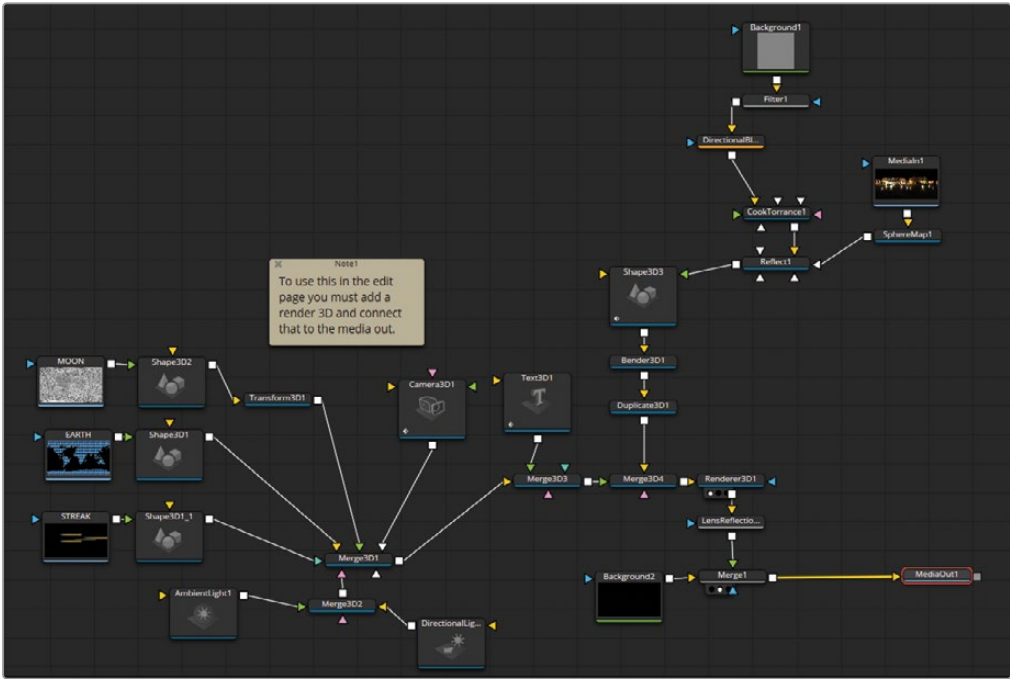 Background1
Filter1
DirectionalBl...
MediaIn1
CookTorrance1
SphereMap1
Reflect1
Note1
To use this in the edit
page you must add a
render 3D and connect
that to the media out.
Shape3D3
MOON
Shape3D2
Bender3D1
Camera3D1
Text3D1
T
Transform3D1
Duplicate3D1
EARTH
Shape3D1
Merge3D3
Merge3D4
Renderer3D1
STREAK
Shape3D1_1
LensReflectio...
Merge3D1
Background2
Merge1
MediaOut1
AmbientLight1
Merge3D2
DirectionalLig...